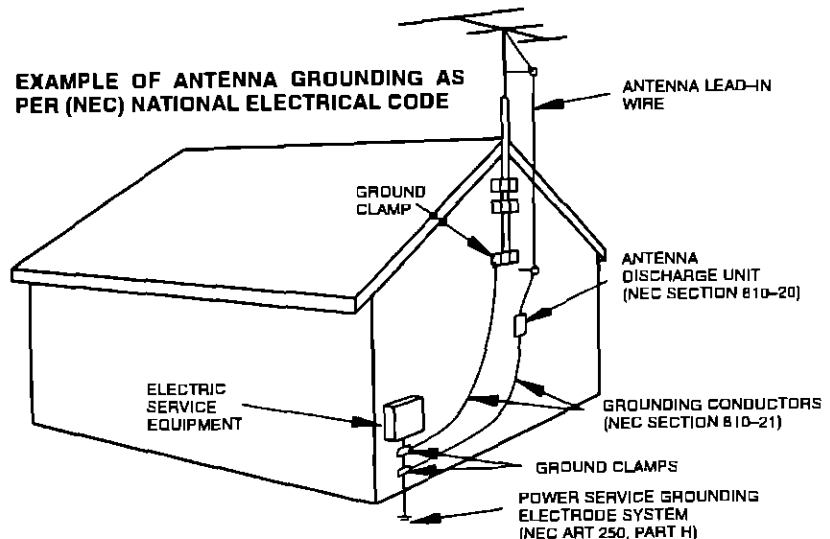 EXAMPLE OF ANTENNA GROUNDING AS
PER (NEC) NATIONAL ELECTRICAL CODE
ANTENNA LEAD-IN
WIRE
GROUND
CLAMP
ANTENNA
DISCHARGE UNIT
(NEC SECTION 810-20)
ELECTRIC
SERVICE
EQUIPMENT
GROUNDING CONDUCTORS
(NEC SECTION 810-21)
GROUND CLAMPS
POWER SERVICE GROUNDING
ELECTRODE SYSTEM
(NEC ART 250, PART H)